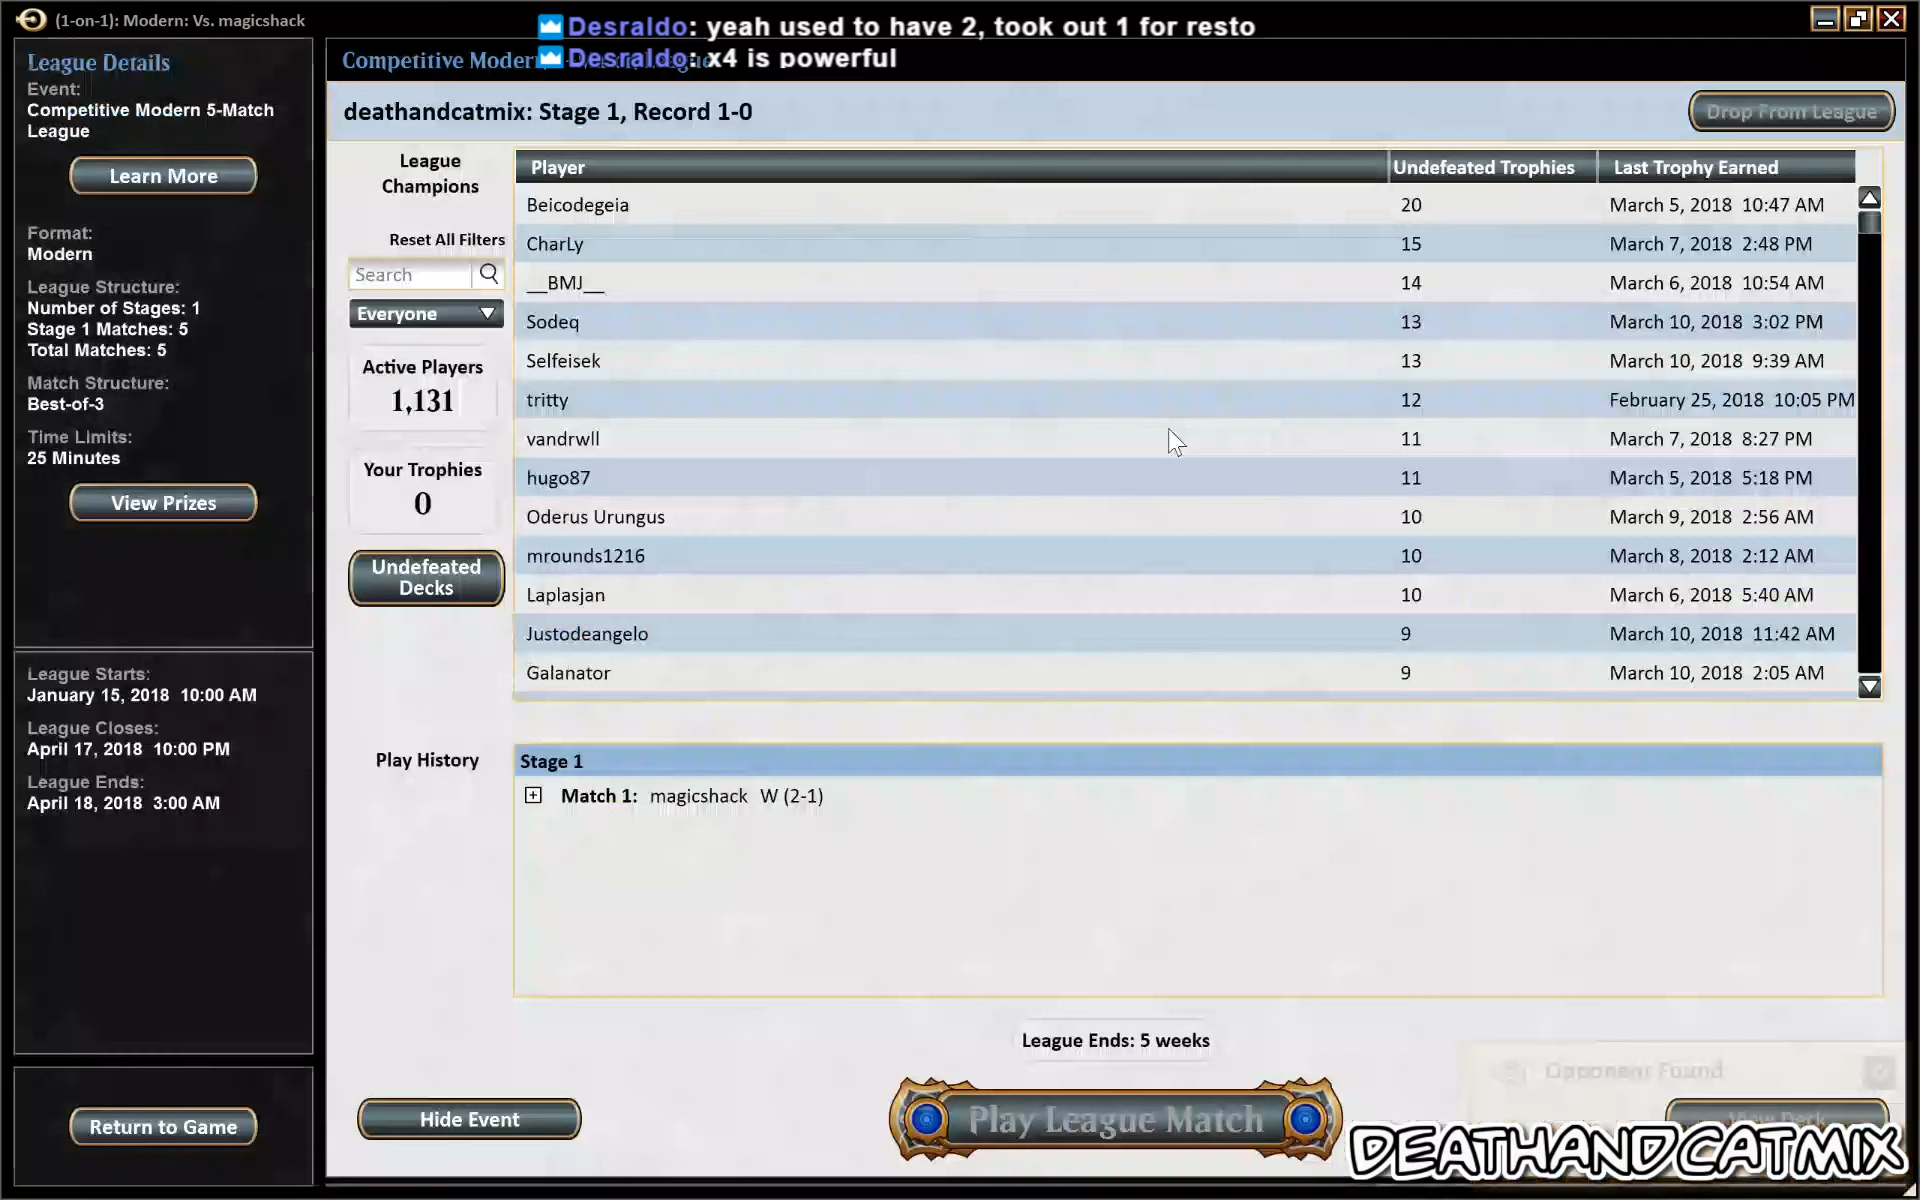 (1-on-1): Modern: Vs. magicshack
Desraldo: yeah used to have 2, took out 1 for resto
Desraldo: x4 is powerful
League Details
Event:
Competitive Modern 5-Match
League
Learn More
Format:
Modern
League Structure:
Number of Stages: 1
Stage 1 Matches: 5
Total Matches: 5
Match Structure:
Best-of-3
Time Limits:
25 Minutes
View Prizes
League Starts:
January 15, 2018 10:00 AM
League Closes:
April 17, 2018 10:00 PM
League Ends:
April 18, 2018 3:00 AM
Return to Game
Competitive Modern
deathandcatmix: Stage 1, Record 1-0
Drop From League
League
Champions
Reset All Filters
Search
Everyone
Active Players
1,131
Your Trophies
0
Undefeated
Decks
Player Undefeated Trophies Last Trophy Earned
Beicodegeia 20 March 5, 2018 10:47 AM
CharLy 15 March 7, 2018 2:48 PM
__BMJ__ 14 March 6, 2018 10:54 AM
Sodeq 13 March 10, 2018 3:02 PM
Selfeisek 13 March 10, 2018 9:39 AM
tritty 12 February 25, 2018 10:05 PM
vandrwll 11 March 7, 2018 8:27 PM
hugo87 11 March 5, 2018 5:18 PM
Oderus Urungus 10 March 9, 2018 2:56 AM
mrounds1216 10 March 8, 2018 2:12 AM
Laplasjan 10 March 6, 2018 5:40 AM
Justodeangelo 9 March 10, 2018 11:42 AM
Galanator 9 March 10, 2018 2:05 AM
Play History
Stage 1
Match 1: magicshack W (2-1)
League Ends: 5 weeks
Hide Event
Play League Match
Opponent Found
View Deck
DEATHANDCATMIX